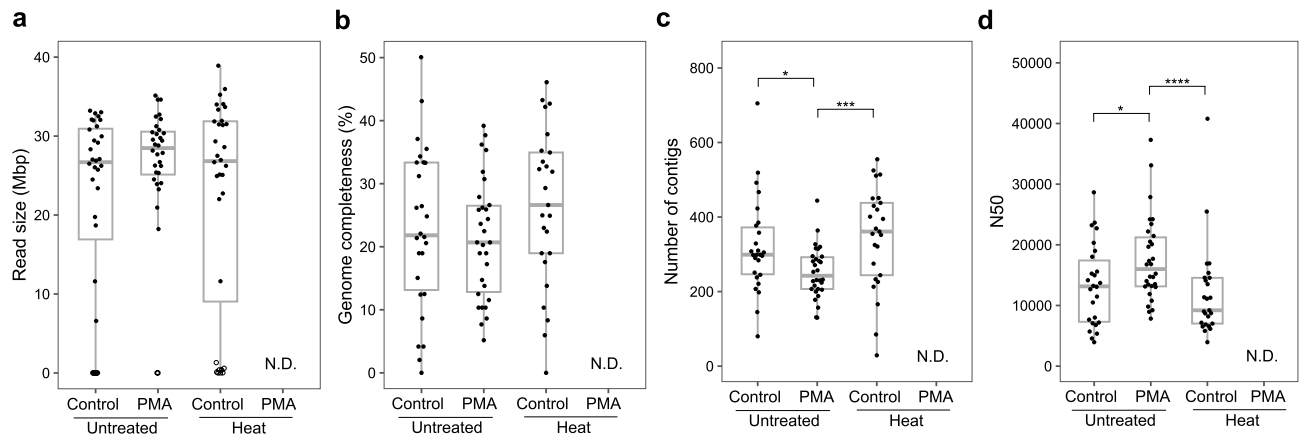 a
Read size (Mbp)
40
30
20
10
0
N.D.
Control PMA Control PMA
Untreated Heat
b
Genome completeness (%)
50
40
30
20
10
0
N.D.
Control PMA Control PMA
Untreated Heat
c
Number of contigs
800
600
400
200
0
*
***
N.D.
Control PMA Control PMA
Untreated Heat
d
N50
50000
40000
30000
20000
10000
0
*
****
N.D.
Control PMA Control PMA
Untreated Heat